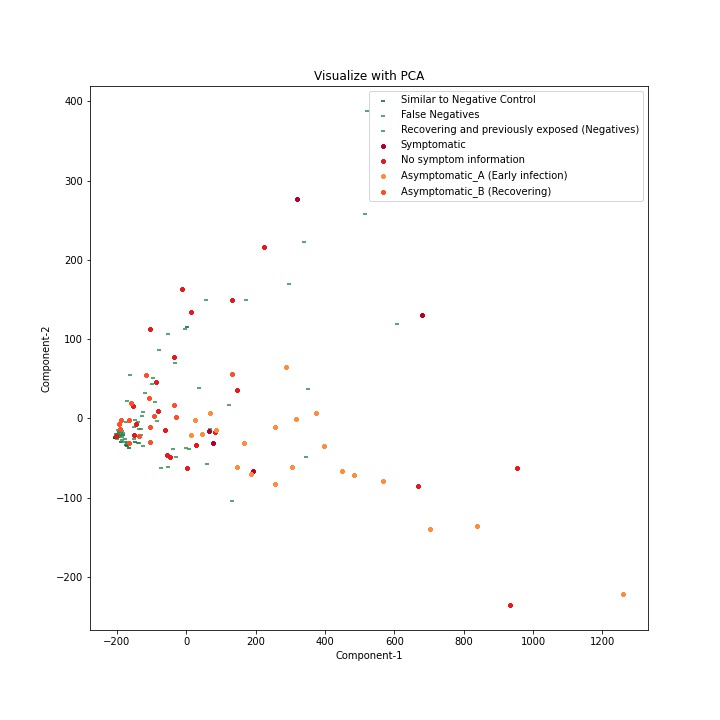 Visualize with PCA
Similar to Negative Control
False Negatives
Recovering and previously exposed (Negatives)
Symptomatic
No symptom information
Asymptomatic_A (Early infection)
Asymptomatic_B (Recovering)
400
300
200
100
0
−100
−200
Component-2
−200 0 200 400 600 800 1000 1200
Component-1